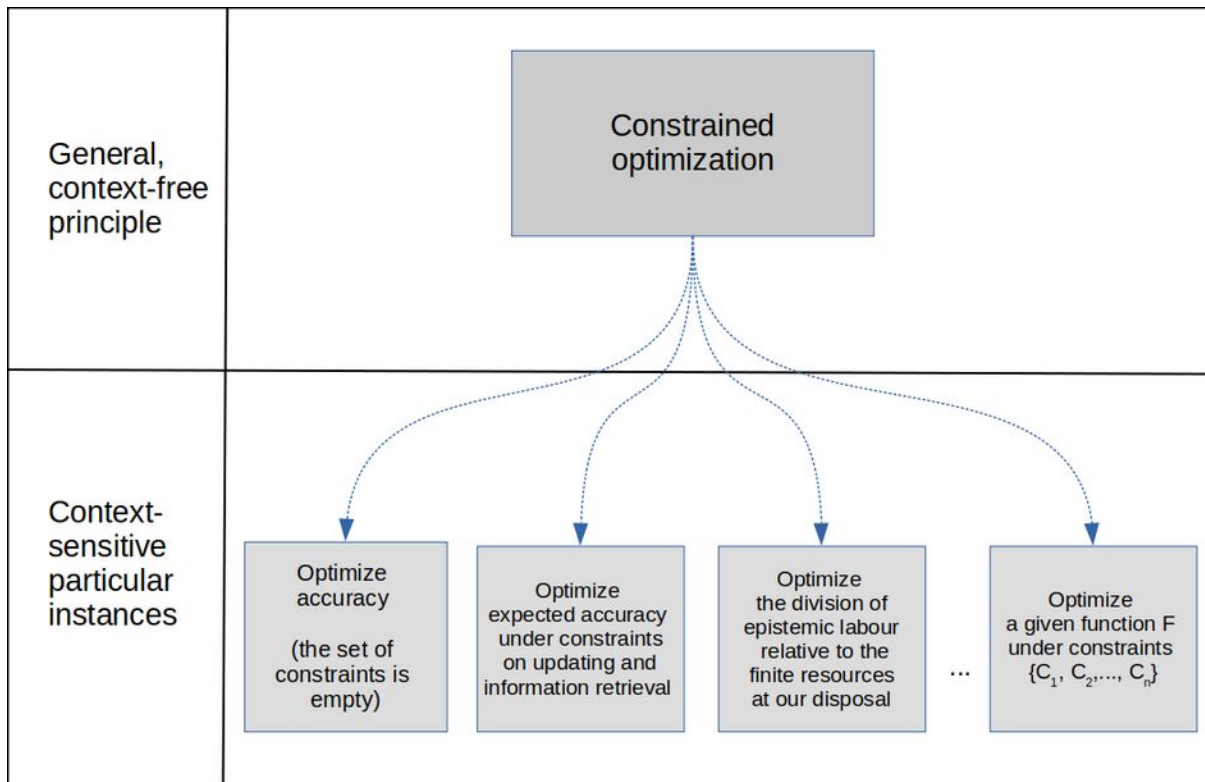 General,
context-free
principle
Constrained
optimization
Context-
sensitive
particular
instances
Optimize
accuracy
(the set of
constraints is
empty)
Optimize
expected accuracy
under constraints
on updating and
information retrieval
Optimize
the division of
epistemic labour
relative to the
finite resources
at our disposal
...
Optimize
a given function F
under constraints
{C₁, C₂,..., Cₙ}